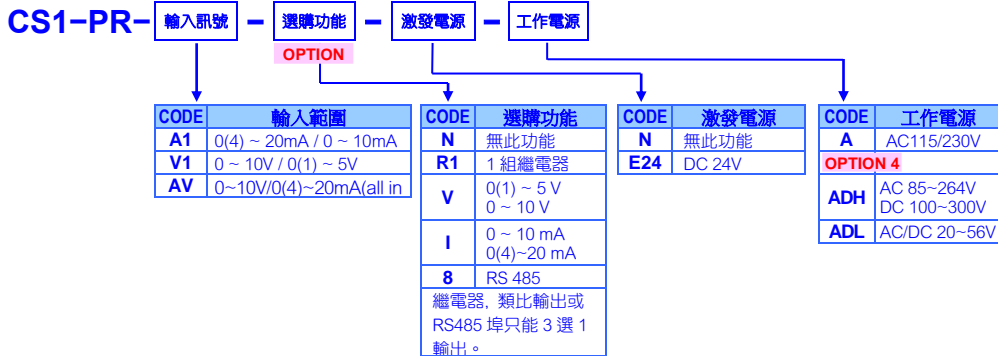 CS1-PR- 輸入訊號 - 選購功能 - 激發電源 - 工作電源
OPTION
CODE 輸入範圍
A1 0(4) ~ 20mA / 0 ~ 10mA
V1 0 ~ 10V / 0(1) ~ 5V
AV 0~10V/0(4)~20mA(all in
CODE 選購功能
N 無此功能
R1 1 組繼電器
V 0(1) ~ 5 V
0 ~ 10 V
I 0 ~ 10 mA
0(4)~20 mA
8 RS 485
繼電器, 類比輸出或
RS485 埠只能 3 選 1
輸出。
CODE 激發電源
N 無此功能
E24 DC 24V
CODE 工作電源
A AC115/230V
OPTION 4
ADH AC 85~264V
DC 100~300V
ADL AC/DC 20~56V